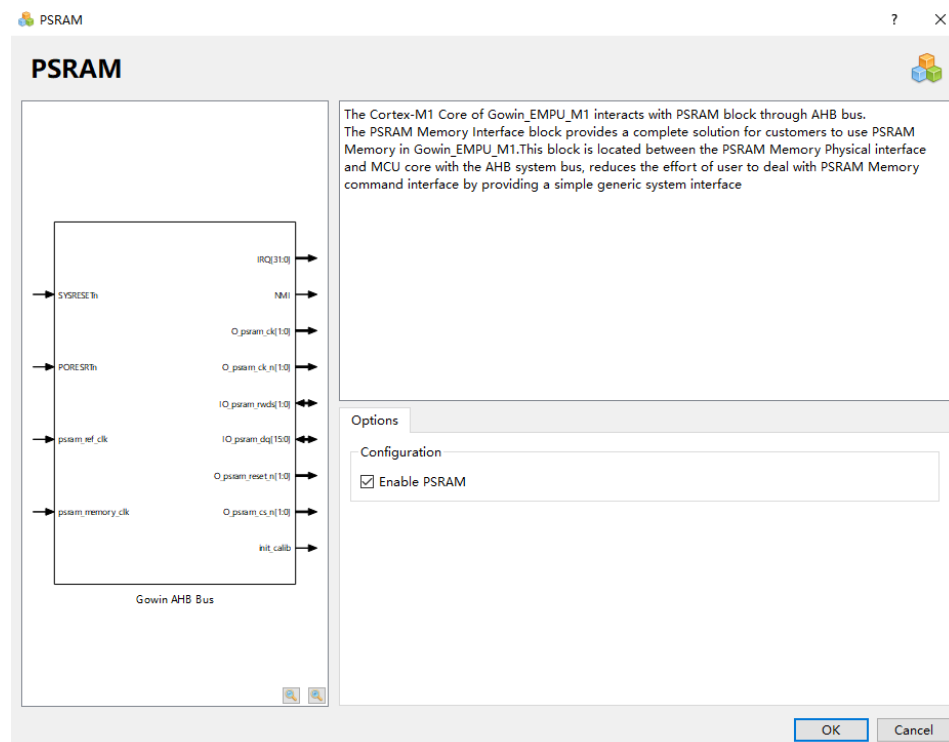 PSRAM
?
PSRAM
The Cortex-M1 Core of Gowin_EMPU_M1 interacts with PSRAM block through AHB bus.
The PSRAM Memory Interface block provides a complete solution for customers to use PSRAM
Memory in Gowin_EMPU_M1.This block is located between the PSRAM Memory Physical interface
and MCU core with the AHB system bus, reduces the effort of user to deal with PSRAM Memory
command interface by providing a simple generic system interface
IRQ[31:0]
SYSRESETn
NMI
O_psram_ck[1:0]
PORESRTn
O_psram_ck_n[1:0]
IO_psram_rwds[1:0]
psram_ref_clk
IO_psram_dq[15:0]
O_psram_reset_n[1:0]
psram_memory_clk
O_psram_cs_n[1:0]
init_calib
Gowin AHB Bus
Options
Configuration
Enable PSRAM
OK
Cancel